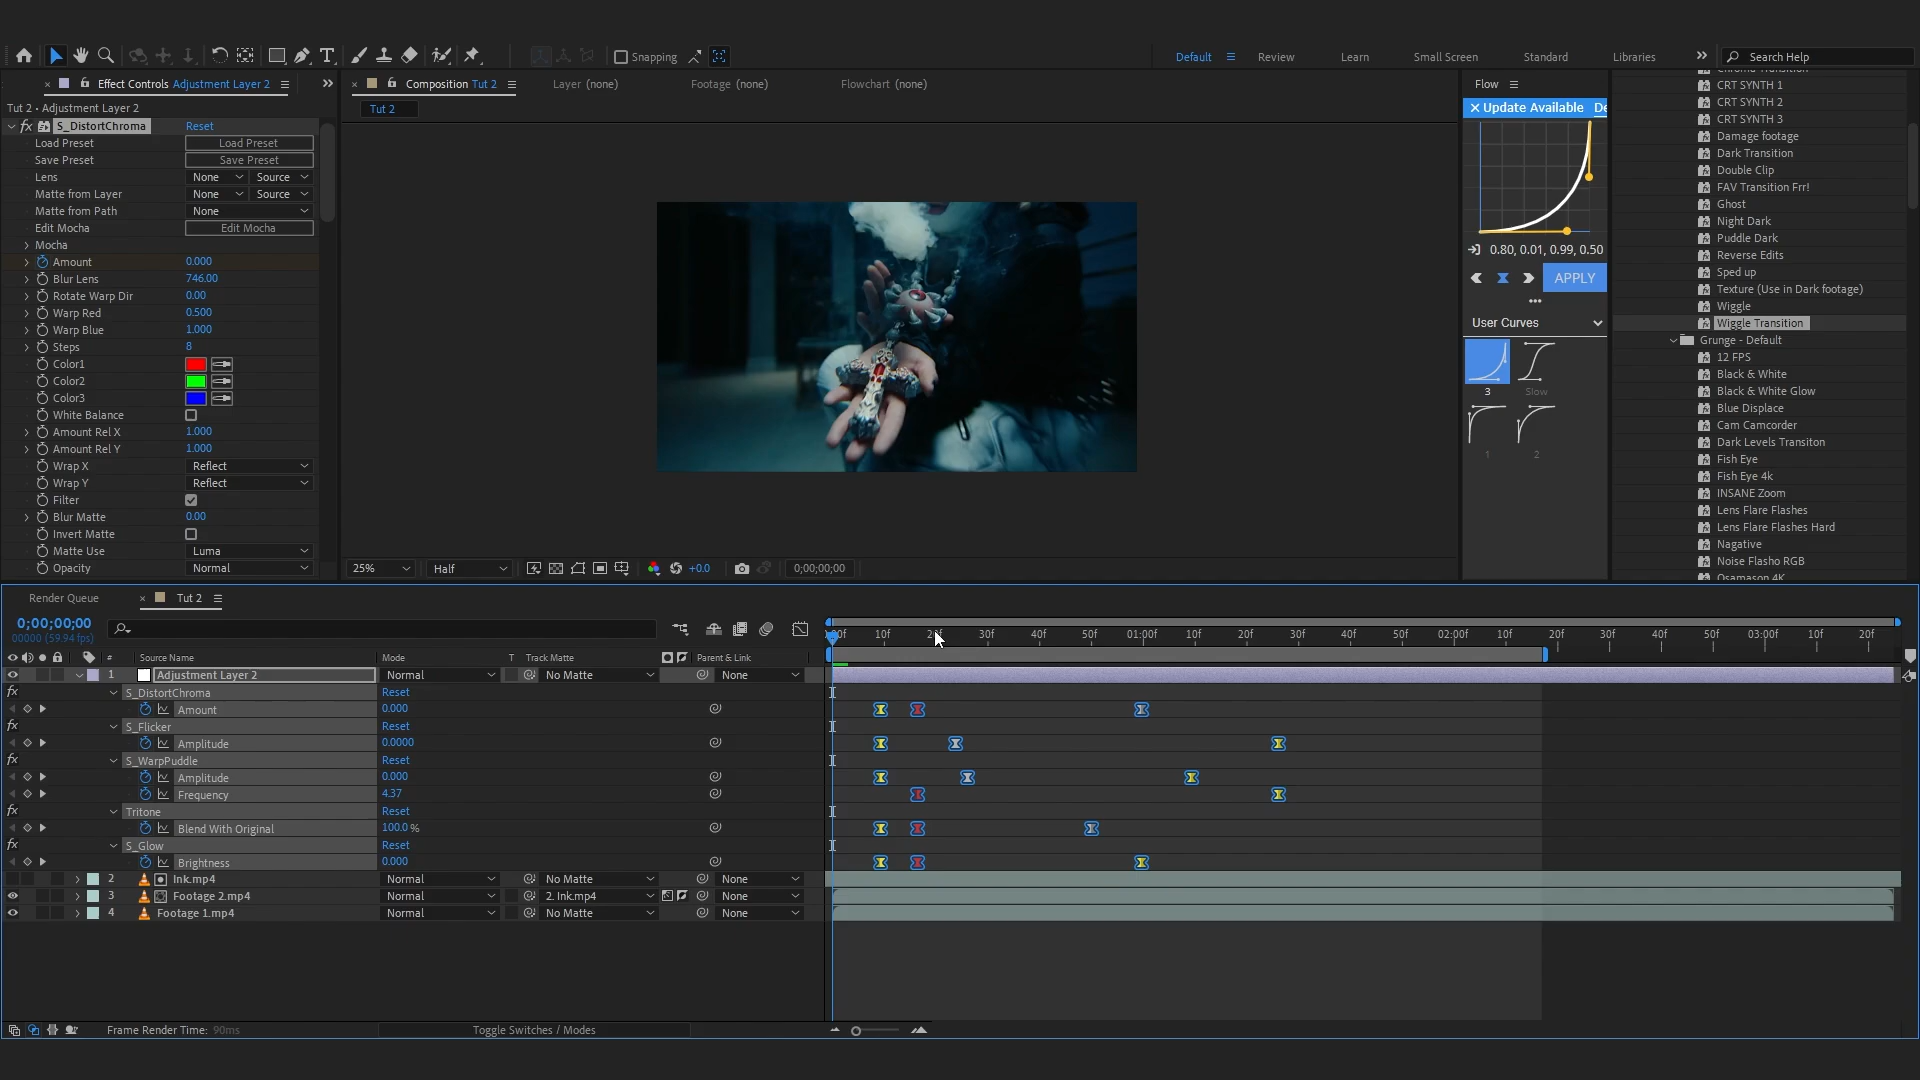 Snapping
Default
Review
Learn
Small Screen
Standard
Libraries
Search Help
Effect Controls Adjustment Layer 2
Composition Tut 2
Layer (none)
Footage (none)
Flowchart (none)
Flow
Tut 2 • Adjustment Layer 2
Tut 2
S_DistortChroma Reset
Load Preset Load Preset
Save Preset Save Preset
Lens None Source
Matte from Layer None Source
Matte from Path None
Edit Mocha Edit Mocha
Mocha
Amount 0.000
Blur Lens 746.00
Rotate Warp Dir 0.00
Warp Red 0.500
Warp Blue 1.000
Steps 8
Color1
Color2
Color3
White Balance
Amount Rel X 1.000
Amount Rel Y 1.000
Wrap X Reflect
Wrap Y Reflect
Filter
Blur Matte 0.00
Invert Matte
Matte Use Luma
Opacity Normal
25% Half +0.0 0;00;00;00
Update Available De
0.80, 0.01, 0.99, 0.50
APPLY
User Curves
3 Slow
1 2
CRT SYNTH 1
CRT SYNTH 2
CRT SYNTH 3
Damage footage
Dark Transition
Double Clip
FAV Transition Frr!
Ghost
Night Dark
Puddle Dark
Reverse Edits
Sped up
Texture (Use in Dark footage)
Wiggle
Wiggle Transition
Grunge - Default
12 FPS
Black & White
Black & White Glow
Blue Displace
Cam Camcorder
Dark Levels Transiton
Fish Eye
Fish Eye 4k
INSANE Zoom
Lens Flare Flashes
Lens Flare Flashes Hard
Nagative
Noise Flasho RGB
Osamason 4K
Render Queue
Tut 2
0;00;00;00
00000 (59.94 fps)
:00f 10f 20f 30f 40f 50f 01:00f 10f 20f 30f 40f 50f 02:00f 10f 20f 30f 40f 50f 03:00f 10f 20f
# Source Name Mode T Track Matte Parent & Link
1 Adjustment Layer 2 Normal No Matte None
fx S_DistortChroma Reset
Amount 0.000
fx S_Flicker Reset
Amplitude 0.0000
fx S_WarpPuddle Reset
Amplitude 0.000
Frequency 4.37
fx Tritone Reset
Blend With Original 100.0%
fx S_Glow Reset
Brightness 0.000
2 Ink.mp4 Normal No Matte None
3 Footage 2.mp4 Normal 2. Ink.mp4 None
4 Footage 1.mp4 Normal No Matte None
Frame Render Time: 90ms
Toggle Switches / Modes